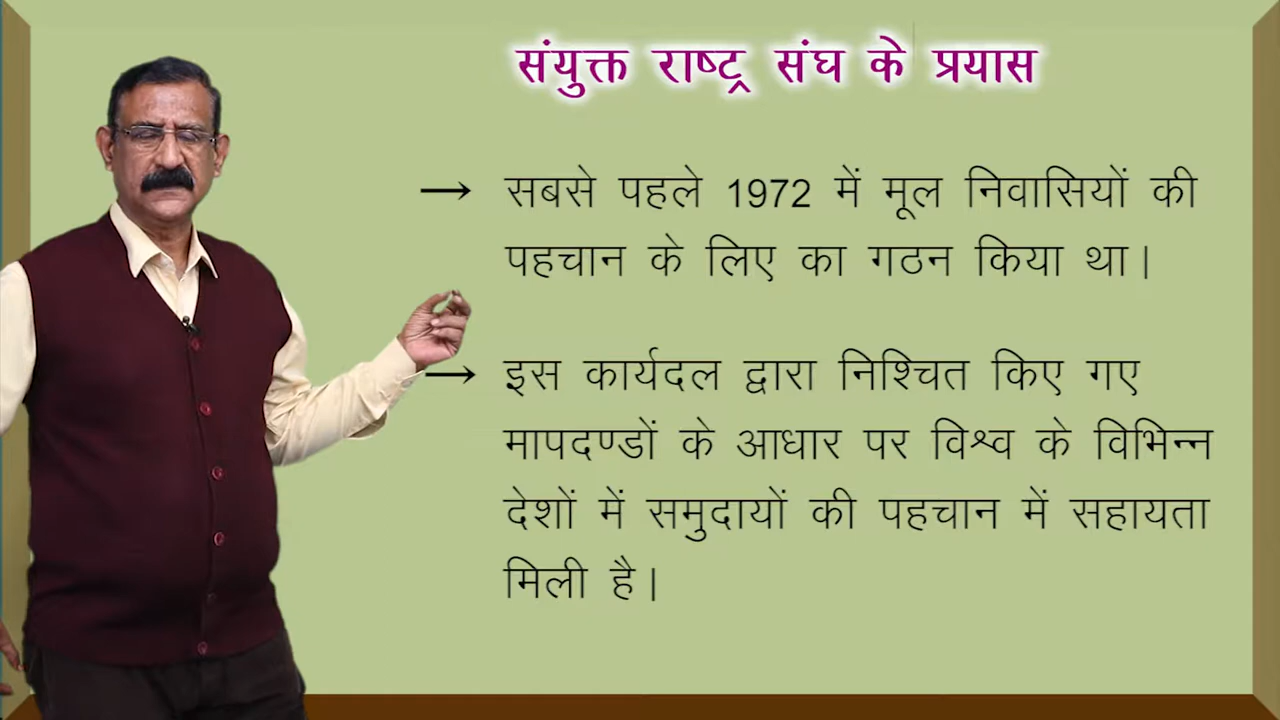 संयुक्त राष्ट्र संघ के प्रयास
→ सबसे पहले 1972 में मूल निवासियों की
पहचान के लिए का गठन किया था।
→ इस कार्यदल द्वारा निश्चित किए गए
मापदण्डों के आधार पर विश्व के विभिन्न
देशों में समुदायों की पहचान में सहायता
मिली है।